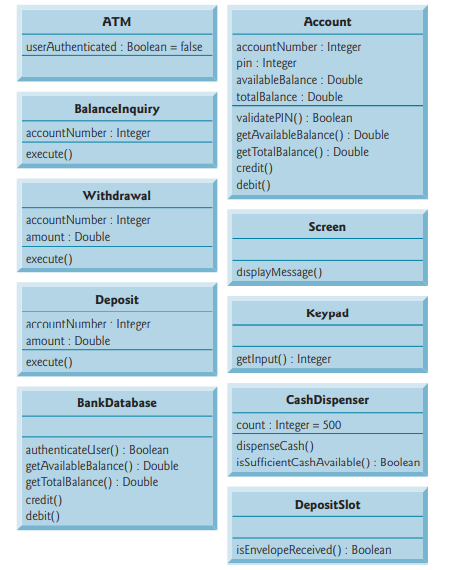 ATM
userAuthenticated : Boolean = false
BalanceInquiry
accountNumber : Integer
execute()
Withdrawal
accountNumber : Integer
amount : Double
execute()
Deposit
accountNumber : Integer
amount : Double
execute()
BankDatabase
authenticateUser() : Boolean
getAvailableBalance() : Double
getTotalBalance() : Double
credit()
debit()
Account
accountNumber : Integer
pin : Integer
availableBalance : Double
totalBalance : Double
validatePIN() : Boolean
getAvailableBalance() : Double
getTotalBalance() : Double
credit()
debit()
Screen
displayMessage()
Keypad
getInput() : Integer
CashDispenser
count : Integer = 500
dispenseCash()
isSufficientCashAvailable() : Boolean
DepositSlot
isEnvelopeReceived() : Boolean